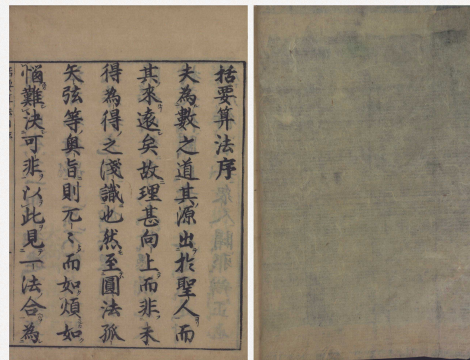 括要算法序
夫為數之道其源出於聖人而
其來遠矣故理甚向上而非未
得為得之淺識也然至圓法孤
矢弦等奥旨則冗々而如煩如
惱難決可非以此見一法合為